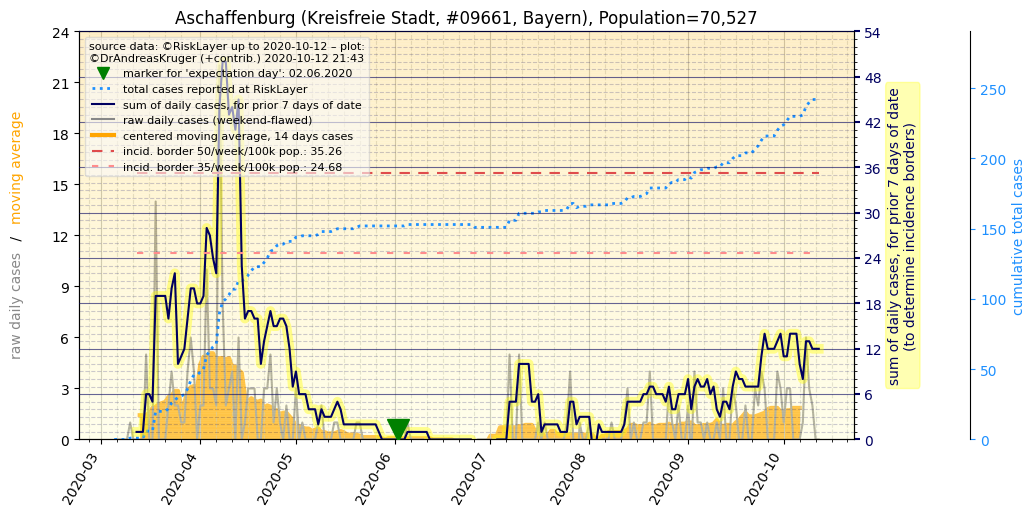 Aschaffenburg (Kreisfreie Stadt, #09661, Bayern), Population=70,527
source data: ©RiskLayer up to 2020-10-12 – plot:
©DrAndreasKruger (+contrib.) 2020-10-12 21:43
marker for 'expectation day': 02.06.2020
total cases reported at RiskLayer
sum of daily cases, for prior 7 days of date
raw daily cases (weekend-flawed)
centered moving average, 14 days cases
incid. border 50/week/100k pop.: 35.26
incid. border 35/week/100k pop.: 24.68
raw daily cases / moving average
24
21
18
15
12
9
6
3
0
2020-03
2020-04
2020-05
2020-06
2020-07
2020-08
2020-09
2020-10
54
48
42
36
30
24
18
12
6
0
sum of daily cases, for prior 7 days of date
(to determine incidence borders)
250
200
150
100
50
0
cumulative total cases